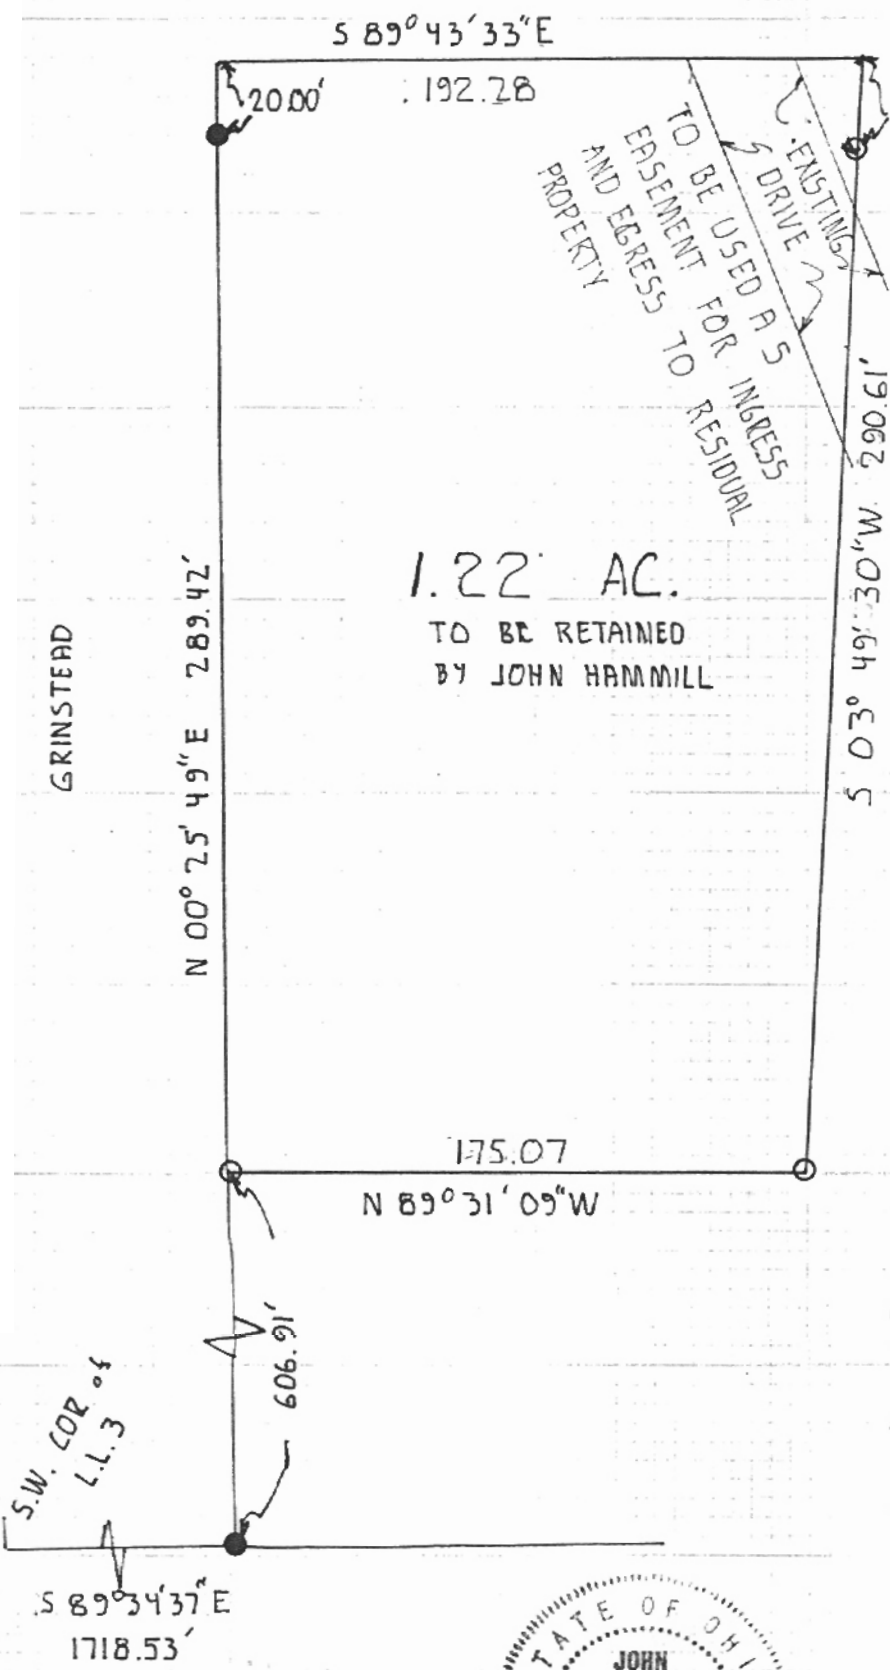 S 89° 43' 33" E
192.28
20.00'
EXISTING
DRIVE
TO BE USED AS
EASEMENT FOR INGRESS
AND EGRESS TO RESIDUAL
PROPERTY
S 03° 49' 30" W 290.61'
1.22 AC.
TO BE RETAINED
BY JOHN HAMMILL
GRINSTEAD
N 00° 25' 49" E 289.42'
175.07
N 89° 31' 09" W
606.91'
S.W. COR of
L.L. 3
S 89° 34' 37" E
1718.53'
STATE OF OHI
JOHN